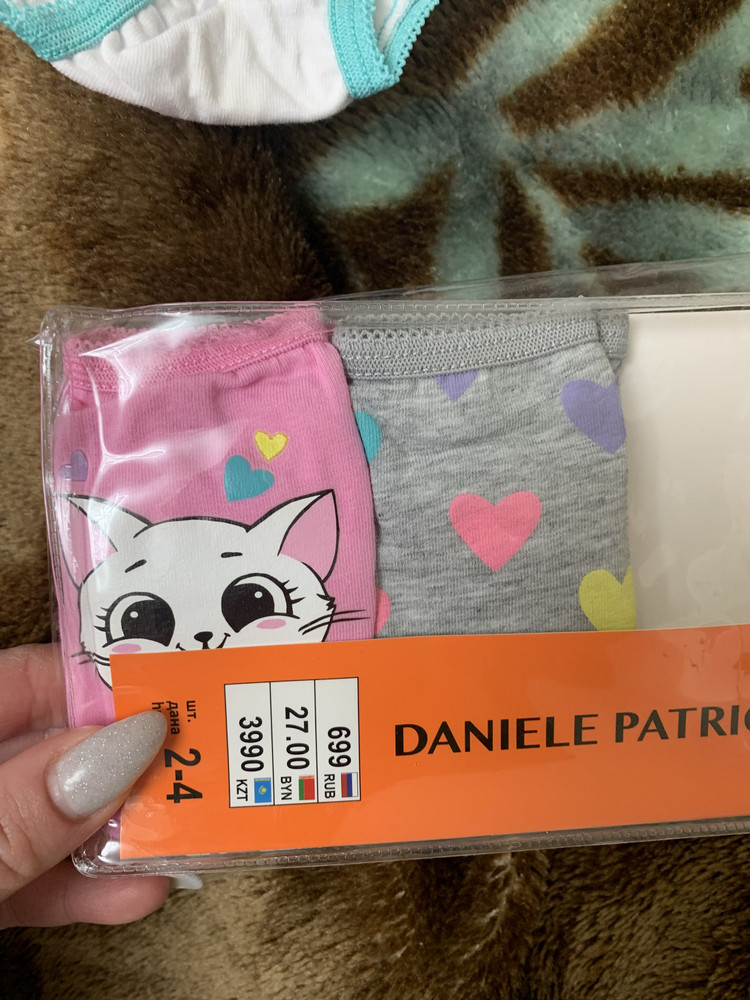 DANIELE PATRIC
699 RUB
27.00 BYN
3990 KZT
шт.
дана
2-4